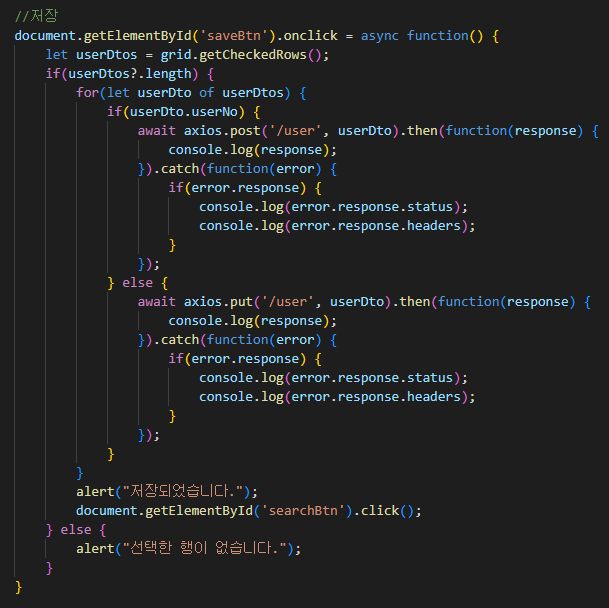 //저장
document.getElementById('saveBtn').onclick = async function() {
    let userDtos = grid.getCheckedRows();
    if(userDtos?.length) {
        for(let userDto of userDtos) {
            if(userDto.userNo) {
                await axios.post('/user', userDto).then(function(response) {
                    console.log(response);
                }).catch(function(error) {
                    if(error.response) {
                        console.log(error.response.status);
                        console.log(error.response.headers);
                    }
                });
            } else {
                await axios.put('/user', userDto).then(function(response) {
                    console.log(response);
                }).catch(function(error) {
                    if(error.response) {
                        console.log(error.response.status);
                        console.log(error.response.headers);
                    }
                });
            }
        }
        alert("저장되었습니다.");
        document.getElementById('searchBtn').click();
    } else {
        alert("선택한 행이 없습니다.");
    }
}